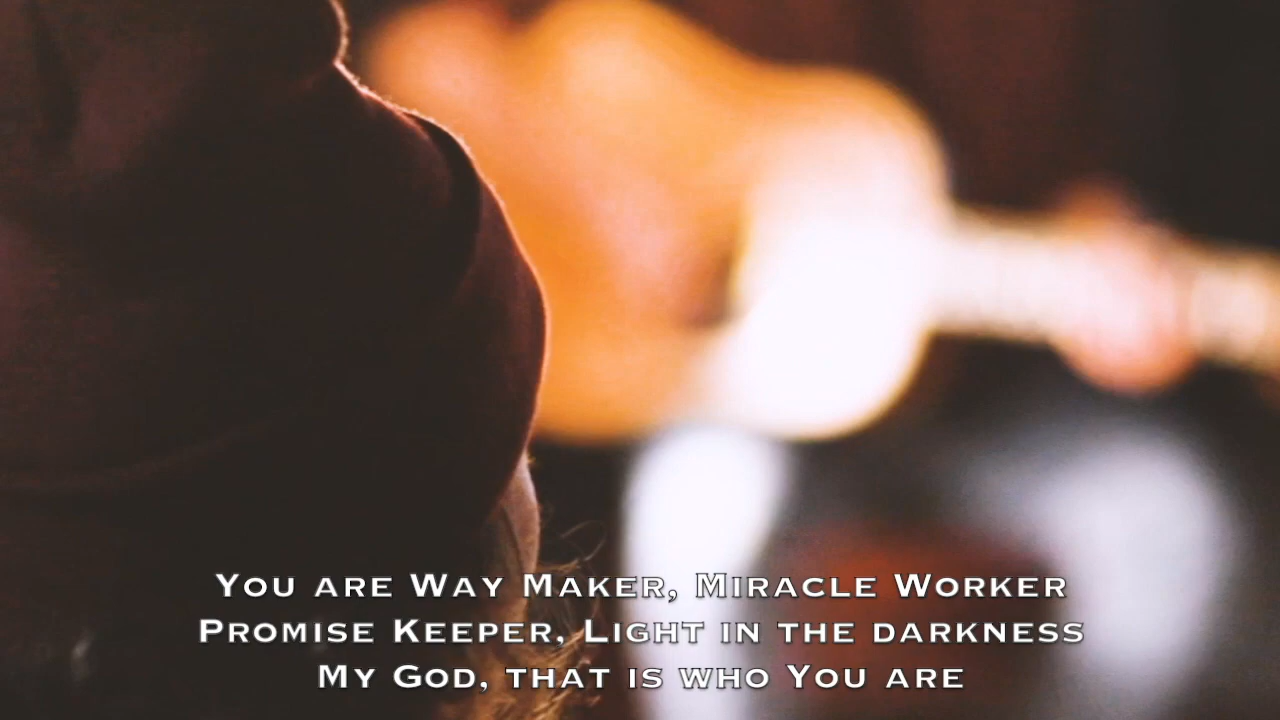 You are Way Maker, Miracle Worker
Promise Keeper, Light in the darkness
My God, that is who You are